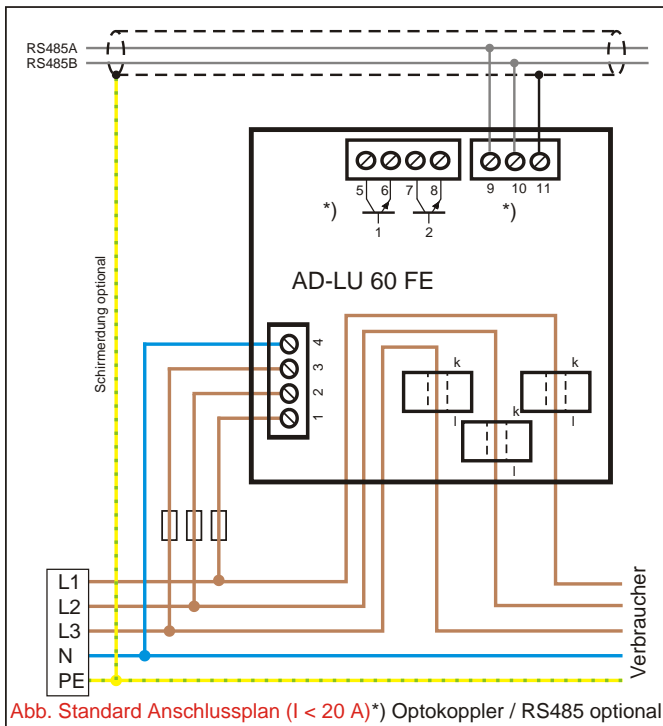 RS485A
RS485B
5 6 7 8
9 10 11
*)
1
2
*)
Schirmerdung optional
AD-LU 60 FE
4
3
2
1
k
l
k
l
k
l
L1
L2
L3
N
PE
Verbraucher
Abb. Standard Anschlussplan (I < 20 A)*) Optokoppler / RS485 optional